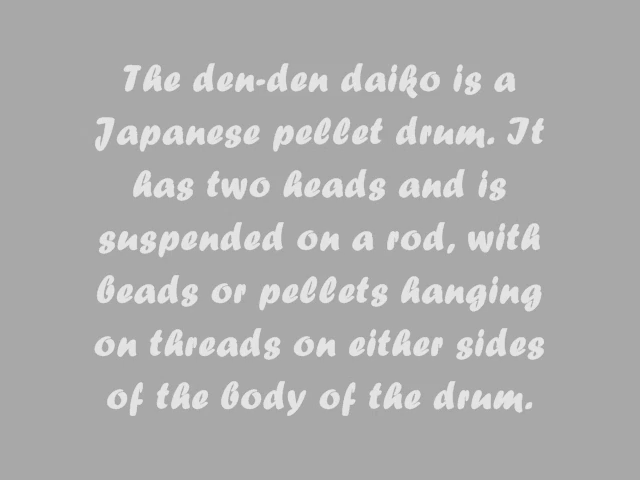 The den-den daiko is a
Japanese pellet drum. It
has two heads and is
suspended on a rod, with
beads or pellets hanging
on threads on either sides
of the body of the drum.